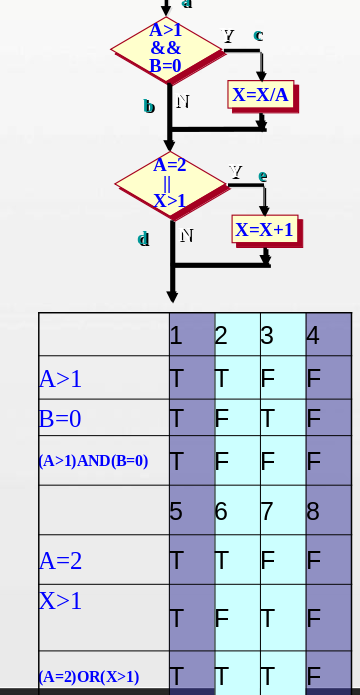 a
A>1
&&
B=0
Y
c
X=X/A
b
N
A=2
||
X>1
Y
e
X=X+1
d
N
1 2 3 4
A>1 T T F F
B=0 T F T F
(A>1)AND(B=0) T F F F
5 6 7 8
A=2 T T F F
X>1 T F T F
(A=2)OR(X>1) T T T F